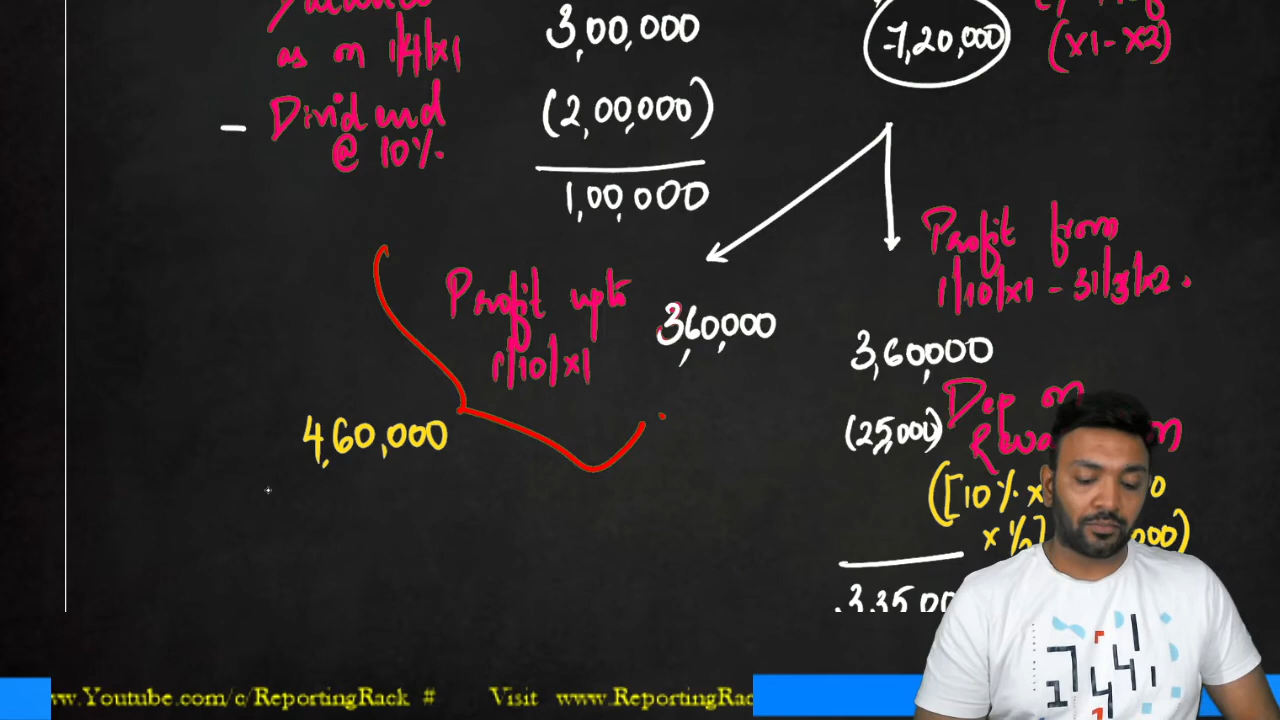 as on 1/4/x1
3,00,000
7,20,000
(x1-x2)
- Dividend
@ 10%.
(2,00,000)
1,00,000
Profit upto
1/10/x1
360,000
Profit from
1/10/x1 - 31/3/x2.
3,60,000
(25,000)
Dep on
([10% x
x ½]
4,60,000
3,35,00
ww.Youtube.com/c/ReportingRack # Visit www.ReportingRac